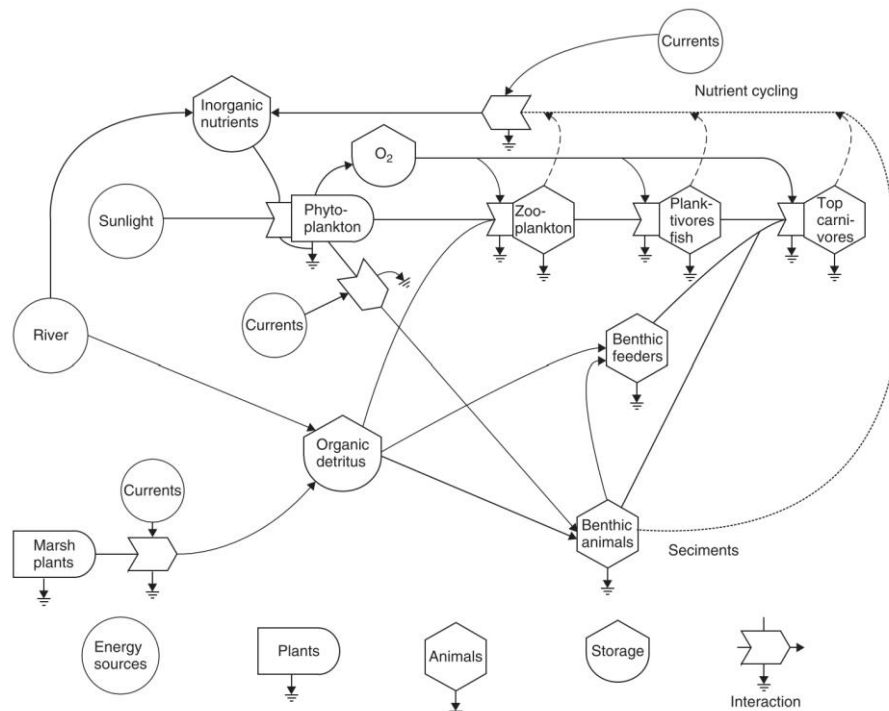 Currents
Nutrient cycling
Inorganic
nutrients
O₂
Sunlight
Phyto-
plankton
Zoo-
plankton
Plank-
tivores
fish
Top
carni-
vores
Currents
River
Benthic
feeders
Organic
detritus
Currents
Marsh
plants
Benthic
animals
Seciments
Energy
sources
Plants
Animals
Storage
Interaction